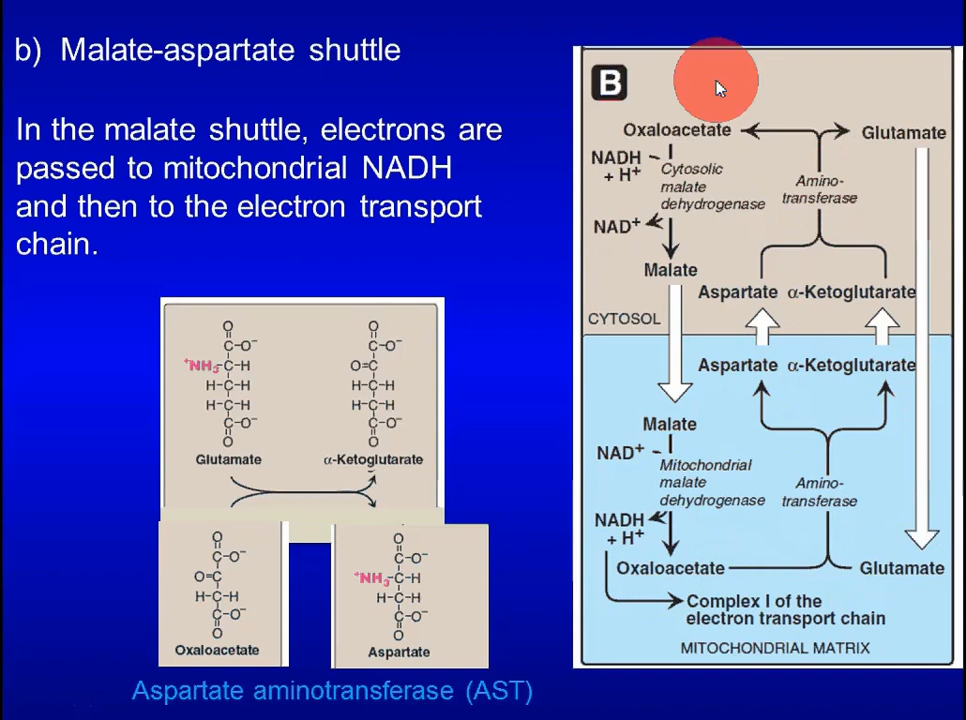 b) Malate-aspartate shuttle
In the malate shuttle, electrons are
passed to mitochondrial NADH
and then to the electron transport
chain.
O
C-O⁻
⁺NH₃-C-H
H-C-H
H-C-H
C-O⁻
O
Glutamate
O
C-O⁻
O=C
H-C-H
H-C-H
C-O⁻
O
α-Ketoglutarate
O
C-O⁻
O=C
H-C-H
C-O⁻
O
Oxaloacetate
O
C-O⁻
⁺NH₃-C-H
H-C-H
C-O⁻
O
Aspartate
Aspartate aminotransferase (AST)
B
Oxaloacetate
Glutamate
NADH
+ H⁺
Cytosolic
malate
dehydrogenase
Amino-
transferase
NAD⁺
Malate
Aspartate α-Ketoglutarate
CYTOSOL
Aspartate α-Ketoglutarate
Malate
NAD⁺
Mitochondrial
malate
dehydrogenase
Amino-
transferase
NADH
+ H⁺
Oxaloacetate
Glutamate
Complex I of the
electron transport chain
MITOCHONDRIAL MATRIX